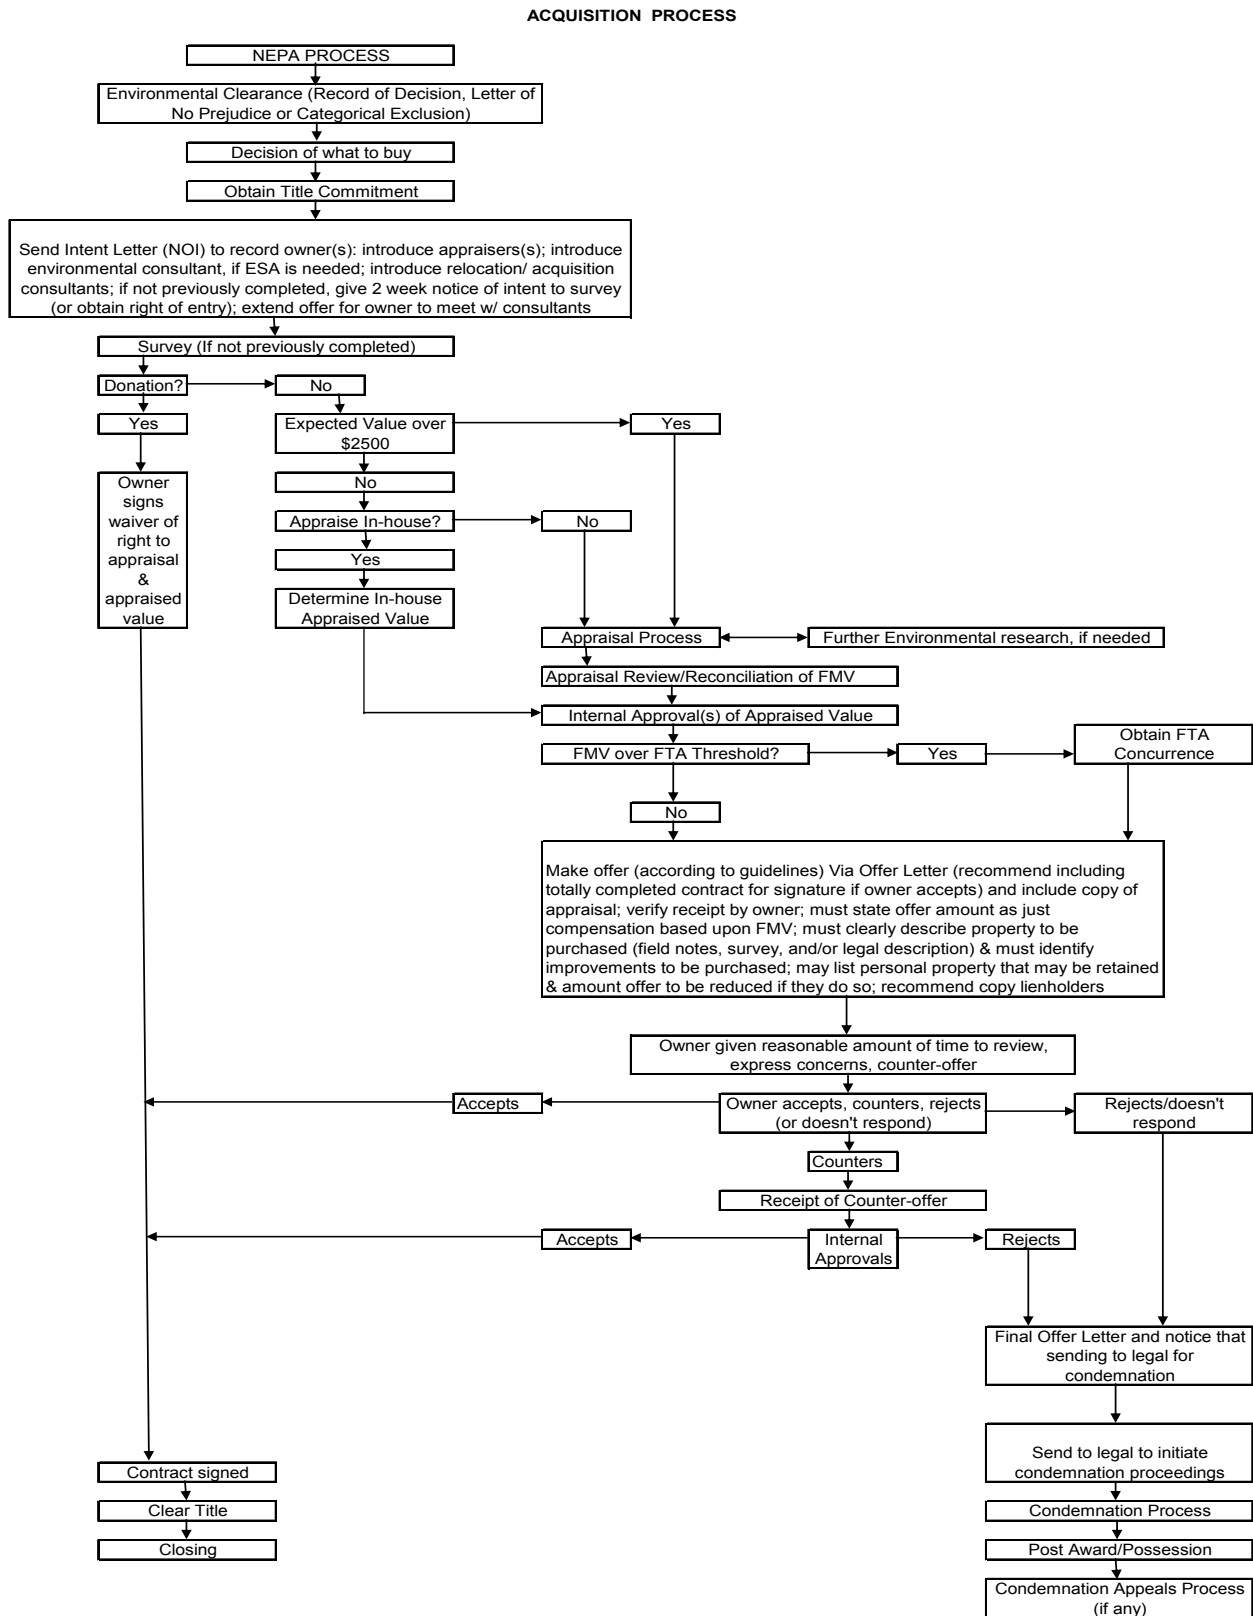 ACQUISITION PROCESS
NEPA PROCESS
Environmental Clearance (Record of Decision, Letter of
No Prejudice or Categorical Exclusion)
Decision of what to buy
Obtain Title Commitment
Send Intent Letter (NOI) to record owner(s): introduce appraisers(s); introduce
environmental consultant, if ESA is needed; introduce relocation/ acquisition
consultants; if not previously completed, give 2 week notice of intent to survey
(or obtain right of entry); extend offer for owner to meet w/ consultants
Survey (If not previously completed)
Donation?
No
Yes
Expected Value over
$2500
Yes
Owner
signs
waiver of
right to
appraisal
&
appraised
value
No
Appraise In-house?
No
Yes
Determine In-house
Appraised Value
Appraisal Process
Further Environmental research, if needed
Appraisal Review/Reconciliation of FMV
Internal Approval(s) of Appraised Value
FMV over FTA Threshold?
Yes
Obtain FTA
Concurrence
No
Make offer (according to guidelines) Via Offer Letter (recommend including
totally completed contract for signature if owner accepts) and include copy of
appraisal; verify receipt by owner; must state offer amount as just
compensation based upon FMV; must clearly describe property to be
purchased (field notes, survey, and/or legal description) & must identify
improvements to be purchased; may list personal property that may be retained
& amount offer to be reduced if they do so; recommend copy lienholders
Owner given reasonable amount of time to review,
express concerns, counter-offer
Accepts
Owner accepts, counters, rejects
(or doesn't respond)
Rejects/doesn't
respond
Counters
Receipt of Counter-offer
Accepts
Internal
Approvals
Rejects
Final Offer Letter and notice that
sending to legal for
condemnation
Send to legal to initiate
condemnation proceedings
Contract signed
Clear Title
Closing
Condemnation Process
Post Award/Possession
Condemnation Appeals Process
(if any)